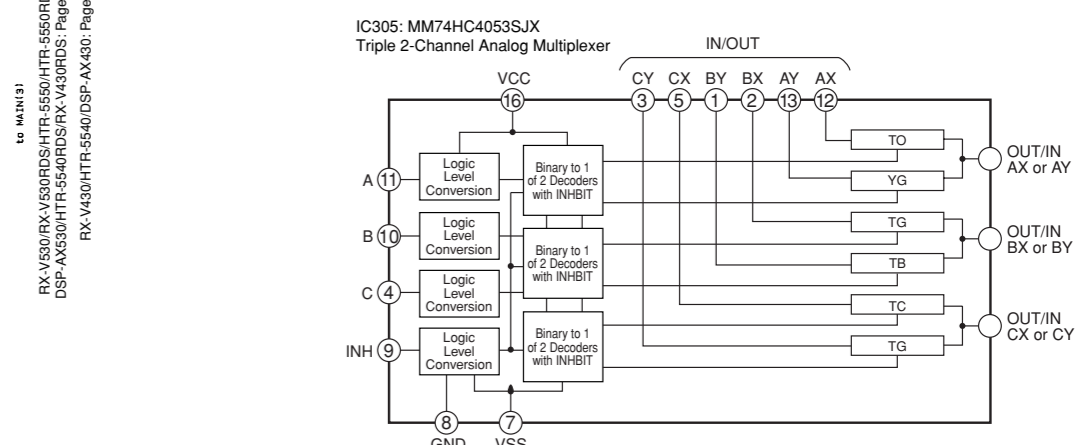 to MAIN(3)
RX-V530/RX-V530RDS/HTR-5550/HTR-5550RD
DSP-AX530/HTR-5540RDS/RX-V430RDS: Page
RX-V430/HTR-5540/DSP-AX430: Page
IC305: MM74HC4053SJX
Triple 2-Channel Analog Multiplexer
IN/OUT
VCC
CY CX BY BX AY AX
16
3 5 1 2 13 12
A 11
Logic
Level
Conversion
Binary to 1
of 2 Decoders
with INHBIT
TO
YG
OUT/IN
AX or AY
B 10
Logic
Level
Conversion
Binary to 1
of 2 Decoders
with INHBIT
TG
TB
OUT/IN
BX or BY
C 4
Logic
Level
Conversion
TC
TG
OUT/IN
CX or CY
INH 9
Logic
Level
Conversion
Binary to 1
of 2 Decoders
with INHBIT
8
7
GND
VSS